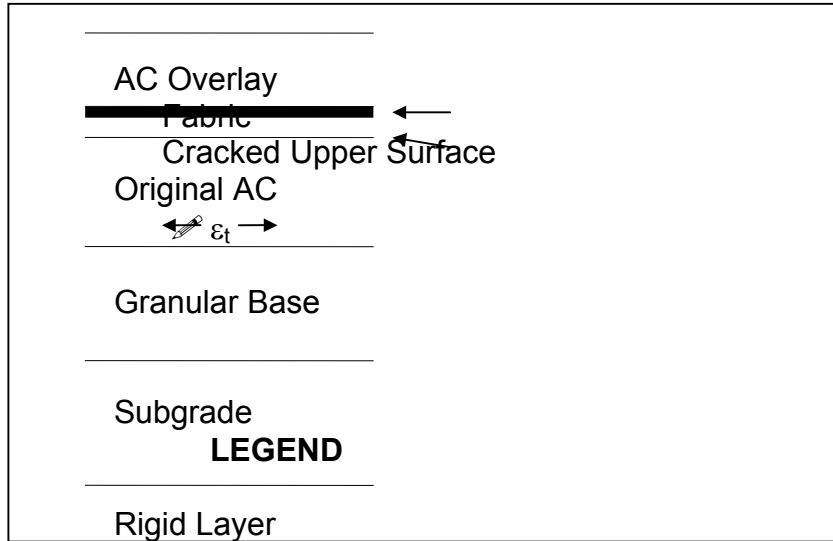 AC Overlay
Fabric
Cracked Upper Surface
Original AC
εt
Granular Base
Subgrade
LEGEND
Rigid Layer